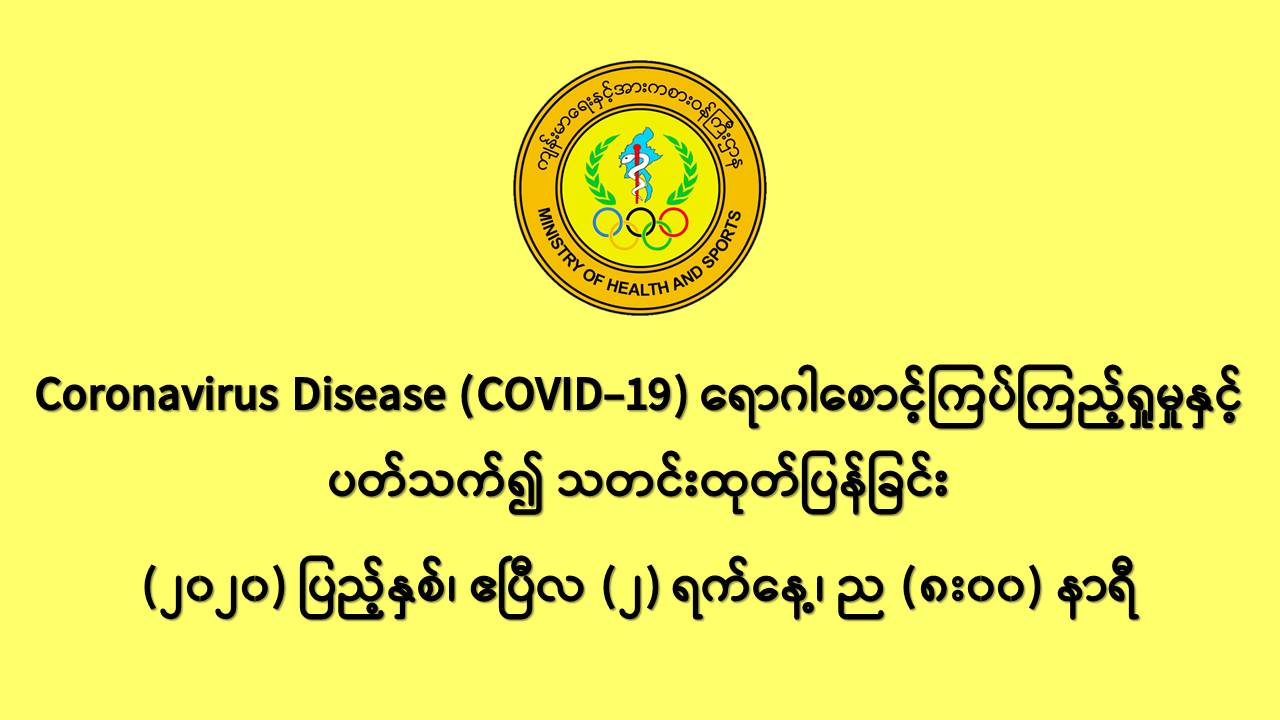 ကျန်းမာရေးနှင့်အားကစားဝန်ကြီးဌာန
MINISTRY OF HEALTH AND SPORTS
Coronavirus Disease (COVID-19) ရောဂါစောင့်ကြပ်ကြည့်ရှုမှုနှင့်
ပတ်သက်၍ သတင်းထုတ်ပြန်ခြင်း
(၂၀၂၀) ပြည့်နှစ်၊ ဧပြီလ (၂) ရက်နေ့၊ ည (၈း၀၀) နာရီ